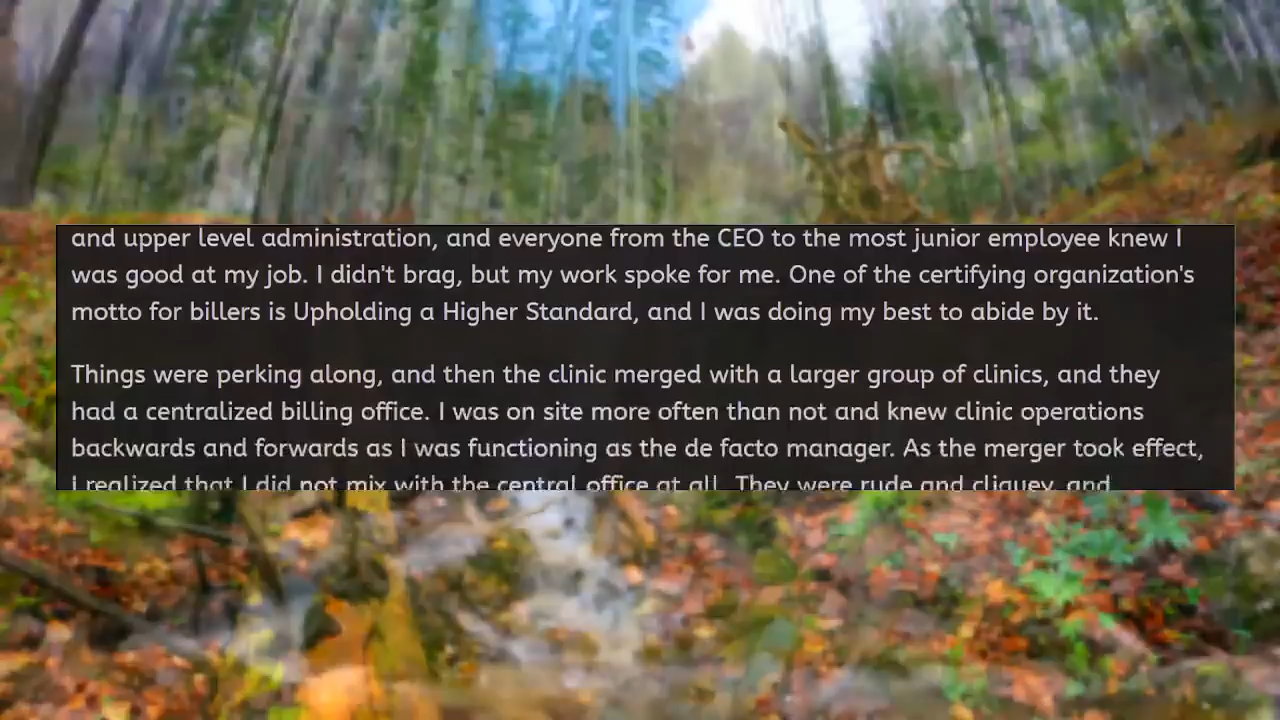 and upper level administration, and everyone from the CEO to the most junior employee knew I
was good at my job. I didn't brag, but my work spoke for me. One of the certifying organization's
motto for billers is Upholding a Higher Standard, and I was doing my best to abide by it.
Things were perking along, and then the clinic merged with a larger group of clinics, and they
had a centralized billing office. I was on site more often than not and knew clinic operations
backwards and forwards as I was functioning as the de facto manager. As the merger took effect,
I realized that I did not mix with the central office at all. They were rude and cliquey, and